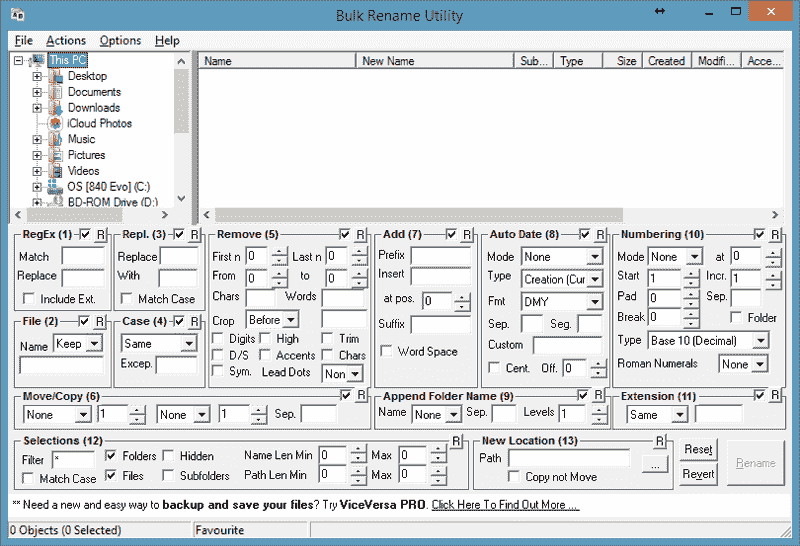 Bulk Rename Utility
File Actions Options Help
This PC
Desktop
Documents
Downloads
iCloud Photos
Music
Pictures
Videos
OS [840 Evo] (C:)
BD-ROM Drive (D:)
Name New Name Sub... Type Size Created Modifi... Acce...
RegEx (1) R
Match
Replace
Include Ext.
Repl. (3) R
Replace
With
Match Case
Remove (5) R
First n 0 Last n 0
From 0 to 0
Chars Words
Crop Before
Digits High Trim
D/S Accents Chars
Sym. Lead Dots Non
Add (7) R
Prefix
Insert
at pos. 0
Suffix
Word Space
Auto Date (8) R
Mode None
Type Creation (Cur
Fmt DMY
Sep. Seg.
Custom
Cent. Off. 0
Numbering (10) R
Mode None at 0
Start 1 Incr. 1
Pad 0 Sep.
Break 0 Folder
Type Base 10 (Decimal)
Roman Numerals None
File (2) R
Name Keep
Case (4) R
Same
Excep.
Move/Copy (6) R
None 1 None 1 Sep.
Append Folder Name (9) R
Name None Sep. Levels 1
Extension (11) R
Same
Selections (12) R
Filter * Folders Hidden Name Len Min 0 Max 0
Match Case Files Subfolders Path Len Min 0 Max 0
New Location (13) R
Path ...
Copy not Move
Reset
Revert
Rename
** Need a new and easy way to backup and save your files? Try ViceVersa PRO. Click Here To Find Out More ...
0 Objects (0 Selected) Favourite